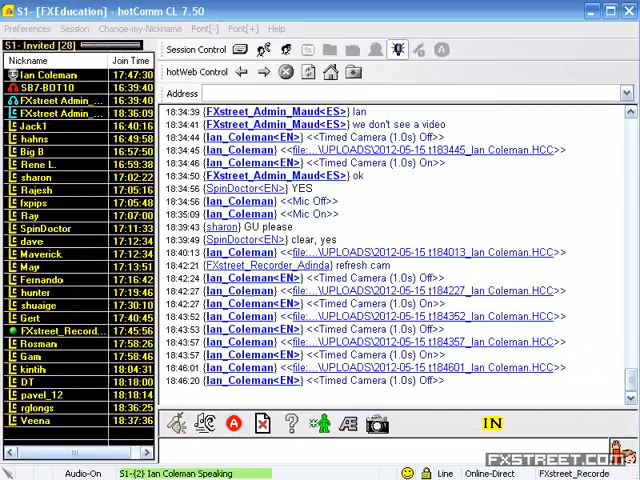 S1- [FXEducation] - hotComm CL 7.50
Preferences Session Change-my-Nickname Font[-] Font[+] Help
S1- Invited [28]
Nickname Join Time
Ian Coleman 17:47:30
SB7-BOT10 16:39:40
FXstreet Admin_... 16:39:40
FXstreet Admin_... 18:36:09
Jack1 16:40:16
hahns 16:49:58
Big B 16:56:46
Rene L. 16:59:38
sharon 17:02:22
Rajesh 17:05:16
fxpips 17:05:48
Ray 17:07:00
SpinDoctor 17:11:33
dave 17:12:39
Maverick 17:13:08
May 17:13:51
Fernando 17:16:42
hunter 17:19:46
shuaige 17:30:10
Gert 17:40:45
FXstreet_Record... 17:45:56
Rosman 17:58:26
Gam 17:58:46
kintih 18:04:31
DT 18:18:00
pavel_12 18:18:14
rglongs 18:36:25
Veena 18:37:36
Session Control
hotWeb Control
Address
18:34:39 {FXstreet_Admin_Maud<ES>} Ian
18:34:41 {FXstreet_Admin_Maud<ES>} we don't see a video
18:34:44 {Ian_Coleman<EN>} <<Timed Camera (1.0s) Off>>
18:34:45 {Ian_Coleman} <<file:...\UPLOADS\2012-05-15 t183445_Ian Coleman.HCC>>
18:34:46 {Ian_Coleman<EN>} <<Timed Camera (1.0s) On>>
18:34:50 {FXstreet_Admin_Maud<ES>} ok
18:34:56 {SpinDoctor<EN>} YES
18:34:56 {Ian_Coleman} <<Mic Off>>
18:35:09 {Ian_Coleman} <<Mic On>>
18:39:43 {sharon} GU please
18:39:49 {SpinDoctor<EN>} clear, yes
18:40:13 {Ian_Coleman} <<file:...\UPLOADS\2012-05-15 t184013_Ian Coleman.HCC>>
18:42:21 {FXstreet_Recorder_Adinda} refresh cam
18:42:24 {Ian_Coleman<EN>} <<Timed Camera (1.0s) Off>>
18:42:27 {Ian_Coleman} <<file:...\UPLOADS\2012-05-15 t184227_Ian Coleman.HCC>>
18:42:27 {Ian_Coleman<EN>} <<Timed Camera (1.0s) On>>
18:43:52 {Ian_Coleman} <<file:...\UPLOADS\2012-05-15 t184352_Ian Coleman.HCC>>
18:43:57 {Ian_Coleman<EN>} <<Timed Camera (1.0s) Off>>
18:43:57 {Ian_Coleman} <<file:...\UPLOADS\2012-05-15 t184357_Ian Coleman.HCC>>
18:43:57 {Ian_Coleman<EN>} <<Timed Camera (1.0s) On>>
18:46:01 {Ian_Coleman} <<file:...\UPLOADS\2012-05-15 t184601_Ian Coleman.HCC>>
18:46:20 {Ian_Coleman<EN>} <<Timed Camera (1.0s) Off>>
IN
FXSTREET.COM
Audio-On S1-{2} Ian Coleman Speaking Line Online-Direct FXstreet_Recorde